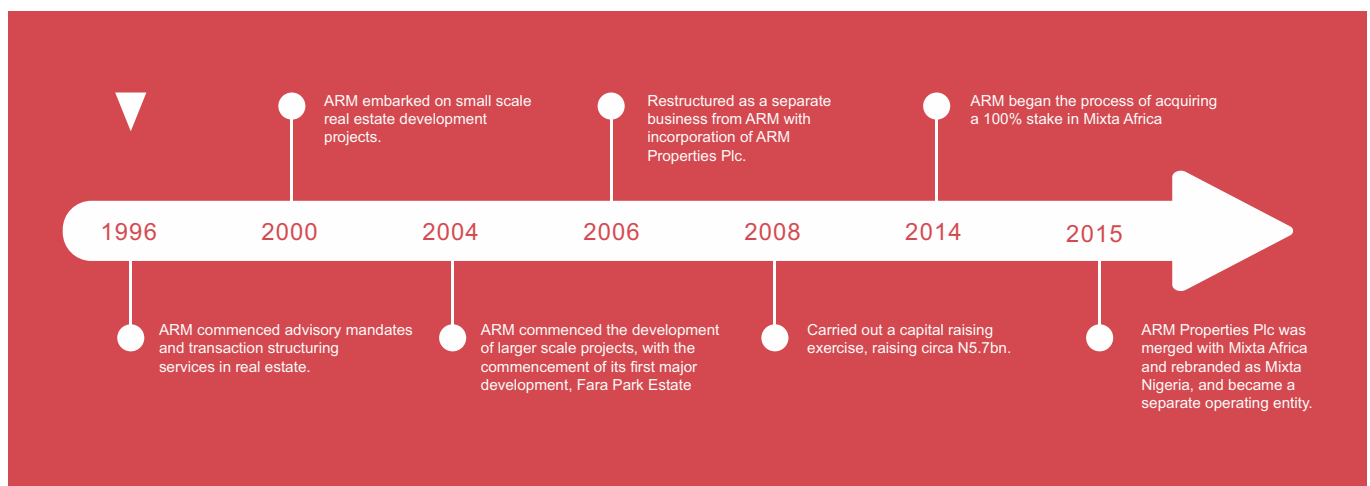 ARM embarked on small scale
real estate development
projects.
Restructured as a separate
business from ARM with
incorporation of ARM
Properties Plc.
ARM began the process of acquiring
a 100% stake in Mixta Africa
1996
2000
2004
2006
2008
2014
2015
ARM commenced advisory mandates
and transaction structuring
services in real estate.
ARM commenced the development
of larger scale projects, with the
commencement of its first major
development, Fara Park Estate
Carried out a capital raising
exercise, raising circa N5.7bn.
ARM Properties Plc was
merged with Mixta Africa
and rebranded as Mixta
Nigeria, and became a
separate operating entity.